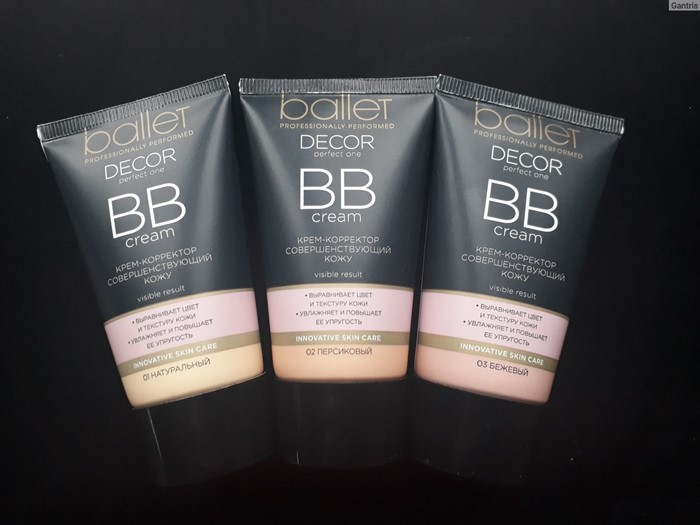 Gantris
ballet
PROFESSIONALLY PERFORMED
DECOR
perfect one
BB
cream
КРЕМ-КОРРЕКТОР
СОВЕРШЕНСТВУЮЩИЙ
КОЖУ
visible result
• ВЫРАВНИВАЕТ ЦВЕТ
И ТЕКСТУРУ КОЖИ
• УВЛАЖНЯЕТ И ПОВЫШАЕТ
ЕЕ УПРУГОСТЬ
INNOVATIVE SKIN CARE
01 НАТУРАЛЬНЫЙ
ballet
PROFESSIONALLY PERFORMED
DECOR
perfect one
BB
cream
КРЕМ-КОРРЕКТОР
СОВЕРШЕНСТВУЮЩИЙ
КОЖУ
visible result
• ВЫРАВНИВАЕТ ЦВЕТ
И ТЕКСТУРУ КОЖИ
• УВЛАЖНЯЕТ И ПОВЫШАЕТ
ЕЕ УПРУГОСТЬ
INNOVATIVE SKIN CARE
02 ПЕРСИКОВЫЙ
ballet
PROFESSIONALLY PERFORMED
DECOR
perfect one
BB
cream
КРЕМ-КОРРЕКТОР
СОВЕРШЕНСТВУЮЩИЙ
КОЖУ
visible result
• ВЫРАВНИВАЕТ ЦВЕТ
И ТЕКСТУРУ КОЖИ
• УВЛАЖНЯЕТ И ПОВЫШАЕТ
ЕЕ УПРУГОСТЬ
INNOVATIVE SKIN CARE
03 БЕЖЕВЫЙ